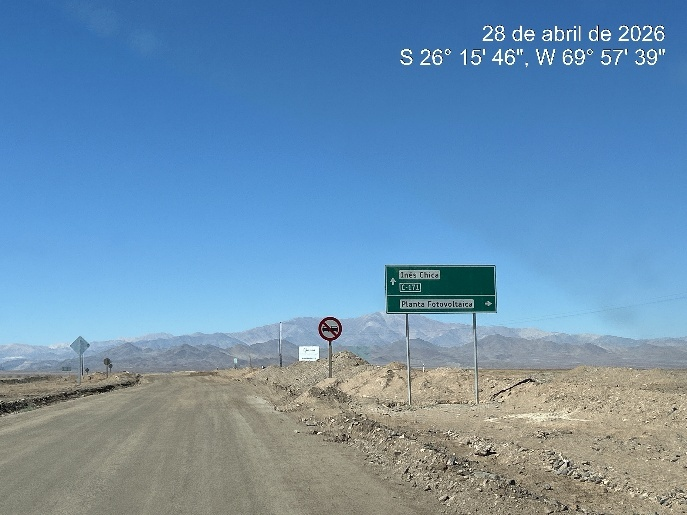 28 de abril de 2026
S 26° 15' 46", W 69° 57' 39"
Inés Chica
C-171
Planta Fotovoltaica